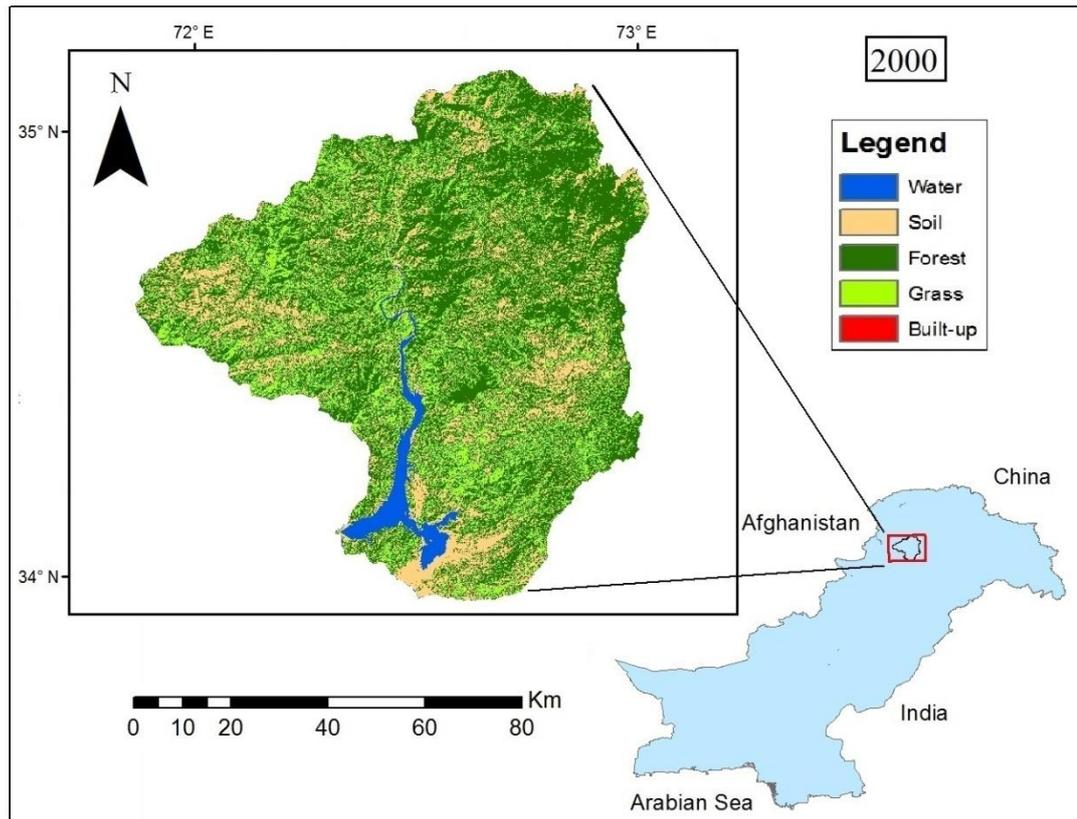 72° E
73° E
2000
N
35° N
Legend
Water
Soil
Forest
Grass
Built-up
China
Afghanistan
34° N
Km
0 10 20 40 60 80
India
Arabian Sea